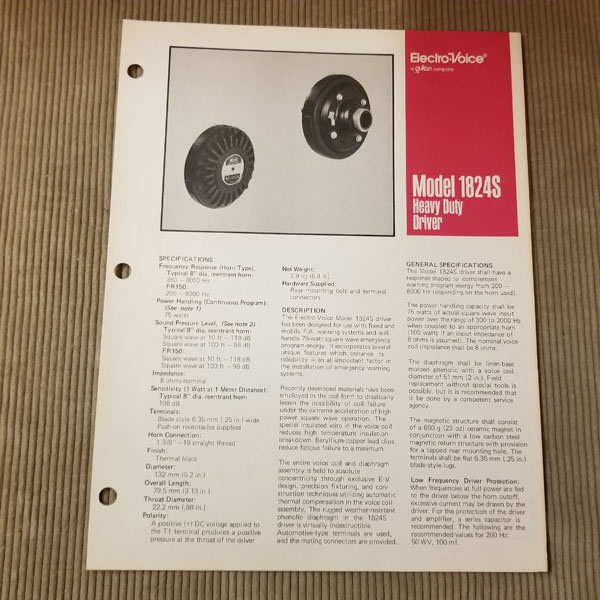 Electro-Voice®
a gulton company
Model 1824S
Heavy Duty
Driver
SPECIFICATIONS
Frequency Response (Horn Type),
Typical 8" dia. reentrant horn:
350 – 8000 Hz
FR150:
200 – 8000 Hz
Power Handling (Continuous Program):
(See note 1)
75 watts
Sound Pressure Level, (See note 2)
Typical 8" dia. reentrant horn:
Square wave at 10 ft – 118 dB
Square wave at 100 ft – 98 dB
FR150:
Square wave at 10 ft – 118 dB
Square wave at 100 ft – 98 dB
Impedance:
8 ohms nominal
Sensitivity (1 Watt at 1 Meter Distance):
Typical 8" dia. reentrant horn
108 dB
Terminals:
Blade style 6.35 mm (.25 in.) wide
Push-on receptacles supplied
Horn Connection:
1-3/8" –18 straight thread
Finish:
Thermal black
Diameter:
132 mm (5.2 in.)
Overall Length:
79.5 mm (3.13 in.)
Throat Diameter:
22.2 mm (.88 in.)
Polarity:
A positive (+) DC voltage applied to
the T1 terminal produces a positive
pressure at the throat of the driver
Net Weight:
2.9 kg (6.4 lb)
Hardware Supplied:
Rear mounting bolt and terminal
connectors
DESCRIPTION
The Electro-Voice Model 1824S driver
has been designed for use with fixed and
mobile P.A. warning systems and will
handle 75-watt square wave emergency
program energy. It incorporates several
unique features which enhance its
reliability – an all important factor in
the installation of emergency warning
systems.
Recently developed materials have been
employed in the coil form to drastically
lessen the possibility of coil failure
under the extreme acceleration of high-
power square wave operation. The
special insulated wire in the voice coil
reduces high temperature insulation
breakdown. Beryllium-copper lead clips
reduce fatigue failure to a minimum.
The entire voice coil and diaphragm
assembly is held to absolute
concentricity through exclusive E-V
design, precision fixturing, and con-
struction techniques utilizing automatic
thermal compensation in the voice coil
assembly. The rugged weather-resistant
phenolic diaphragm in the 1824S
driver is virtually indestructible.
Automotive-type terminals are used,
and the mating connectors are provided.
GENERAL SPECIFICATIONS
The Model 1824S driver shall have a
response shaped to complement
warning program energy from 200 –
8000 Hz (depending on the horn used).
The power handling capacity shall be
75 watts of actual square wave input
power over the range of 300 to 2000 Hz
when coupled to an appropriate horn
(100 watts if an input impedance of
8 ohms is assumed). The nominal voice
coil impedance shall be 8 ohms.
The diaphragm shall be linen-base
molded phenolic with a voice coil
diameter of 51 mm (2 in.). Field
replacement without special tools is
possible, but it is recommended that
it be done by a competent service
agency.
The magnetic structure shall consist
of a 650 g (23 oz) ceramic magnet in
conjunction with a low carbon steel
magnetic return structure with provision
for a tapped rear mounting hole. The
terminals shall be flat 6.35 mm (.25 in.)
blade-style lugs.
Low Frequency Driver Protection:
When frequencies at full power are fed
to the driver below the horn cutoff,
excessive current may be drawn by the
driver. For the protection of the driver
and amplifier, a series capacitor is
recommended. The following are the
recommended values for 200 Hz:
50 WV, 100 mf.